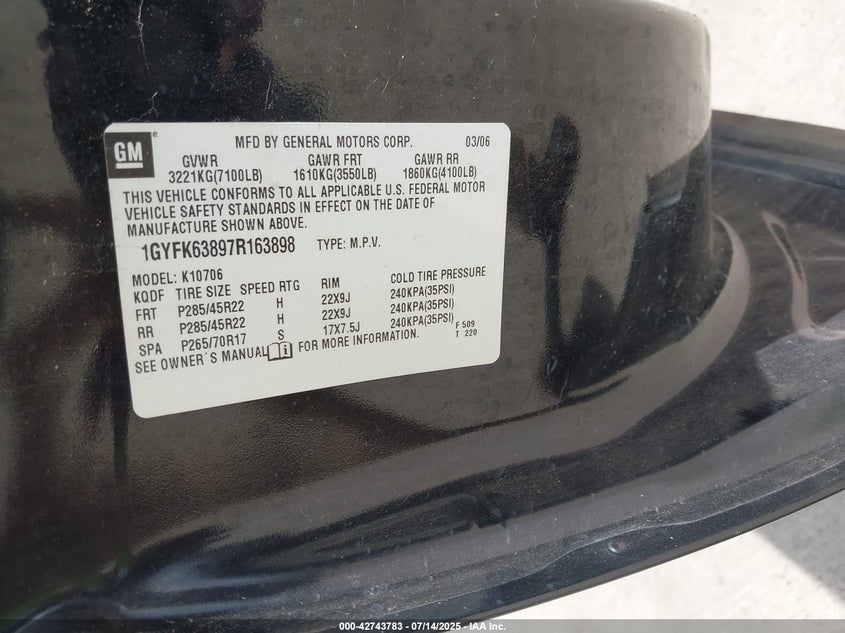 GM
MFD BY GENERAL MOTORS CORP. 03/06
GVWR GAWR FRT GAWR RR
3221KG(7100LB) 1610KG(3550LB) 1860KG(4100LB)
THIS VEHICLE CONFORMS TO ALL APPLICABLE U.S. FEDERAL MOTOR
VEHICLE SAFETY STANDARDS IN EFFECT ON THE DATE OF
MANUFACTURE SHOWN ABOVE.
1GYFK63897R163898 TYPE: M.P.V.
MODEL: K10706
KQDF TIRE SIZE SPEED RTG RIM COLD TIRE PRESSURE
FRT P285/45R22 H 22X9J 240KPA(35PSI)
RR P285/45R22 H 22X9J 240KPA(35PSI)
SPA P265/70R17 S 17X7.5J 240KPA(35PSI)
SEE OWNER'S MANUAL FOR MORE INFORMATION.
F 509
T 220
000-42743783 - 07/14/2025 - IAA Inc.